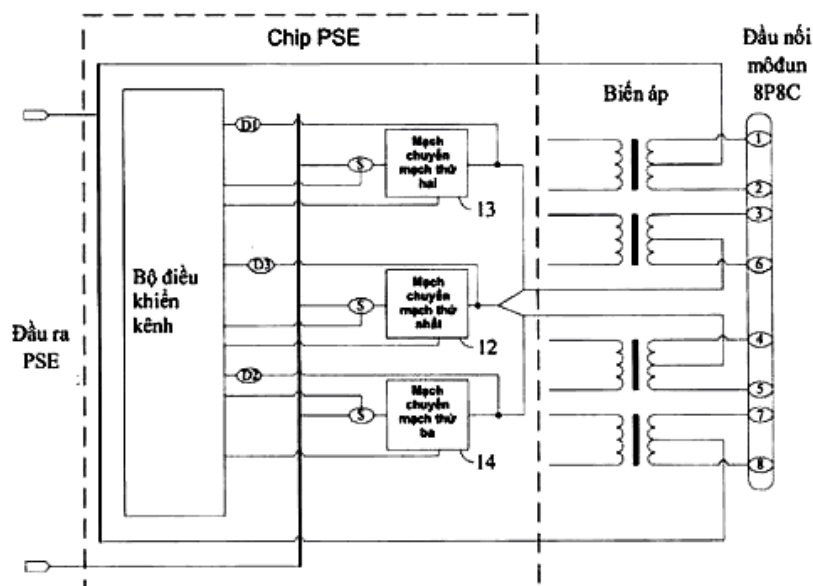 Chip PSE
Đầu nối
môđun
8P8C
Biến áp
D1
Mạch
chuyển
mạch thứ
hai
S
13
1
2
3
6
Bộ điều
khiển
kênh
D3
Mạch
chuyển
mạch thứ
nhất
S
12
Đầu ra
PSE
D2
Mạch
chuyển
mạch thứ
ba
S
14
4
5
7
8